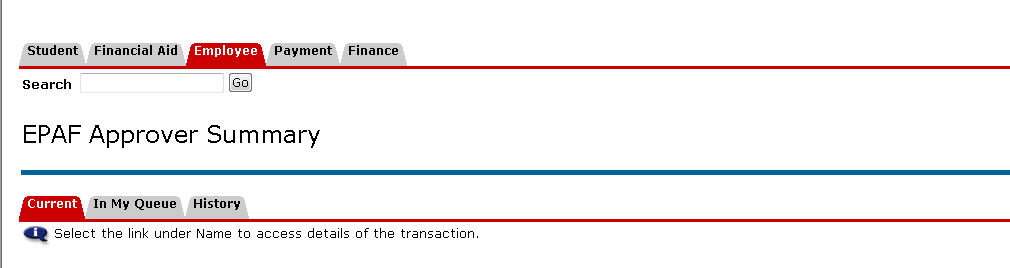 Student Financial Aid Employee Payment Finance
Search Go
EPAF Approver Summary
Current In My Queue History
i Select the link under Name to access details of the transaction.